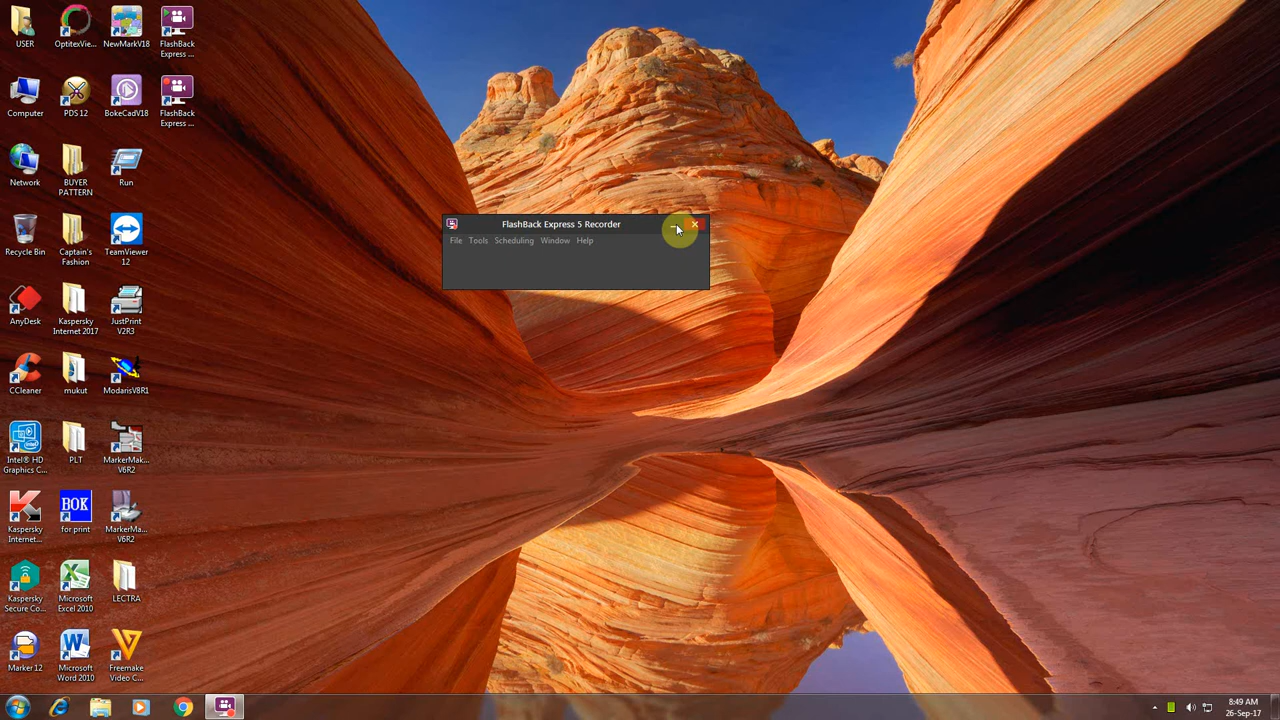 USER
OptitexVie...
NewMarkV18
FlashBack
Express ...
Computer
PDS 12
BokeCadV18
FlashBack
Express ...
Network
BUYER
PATTERN
Run
Recycle Bin
Captain's
Fashion
TeamViewer
12
AnyDesk
Kaspersky
Internet 2017
JustPrint
V2R3
CCleaner
mukut
ModarisV8R1
Intel® HD
Graphics C...
PLT
MarkerMak...
V6R2
Kaspersky
Internet...
BOK
for.print
MarkerMa...
V6R2
Kaspersky
Secure Co...
Microsoft
Excel 2010
LECTRA
Marker 12
Microsoft
Word 2010
Freemake
Video C...
FlashBack Express 5 Recorder
File Tools Scheduling Window Help
8:49 AM
26-Sep-17